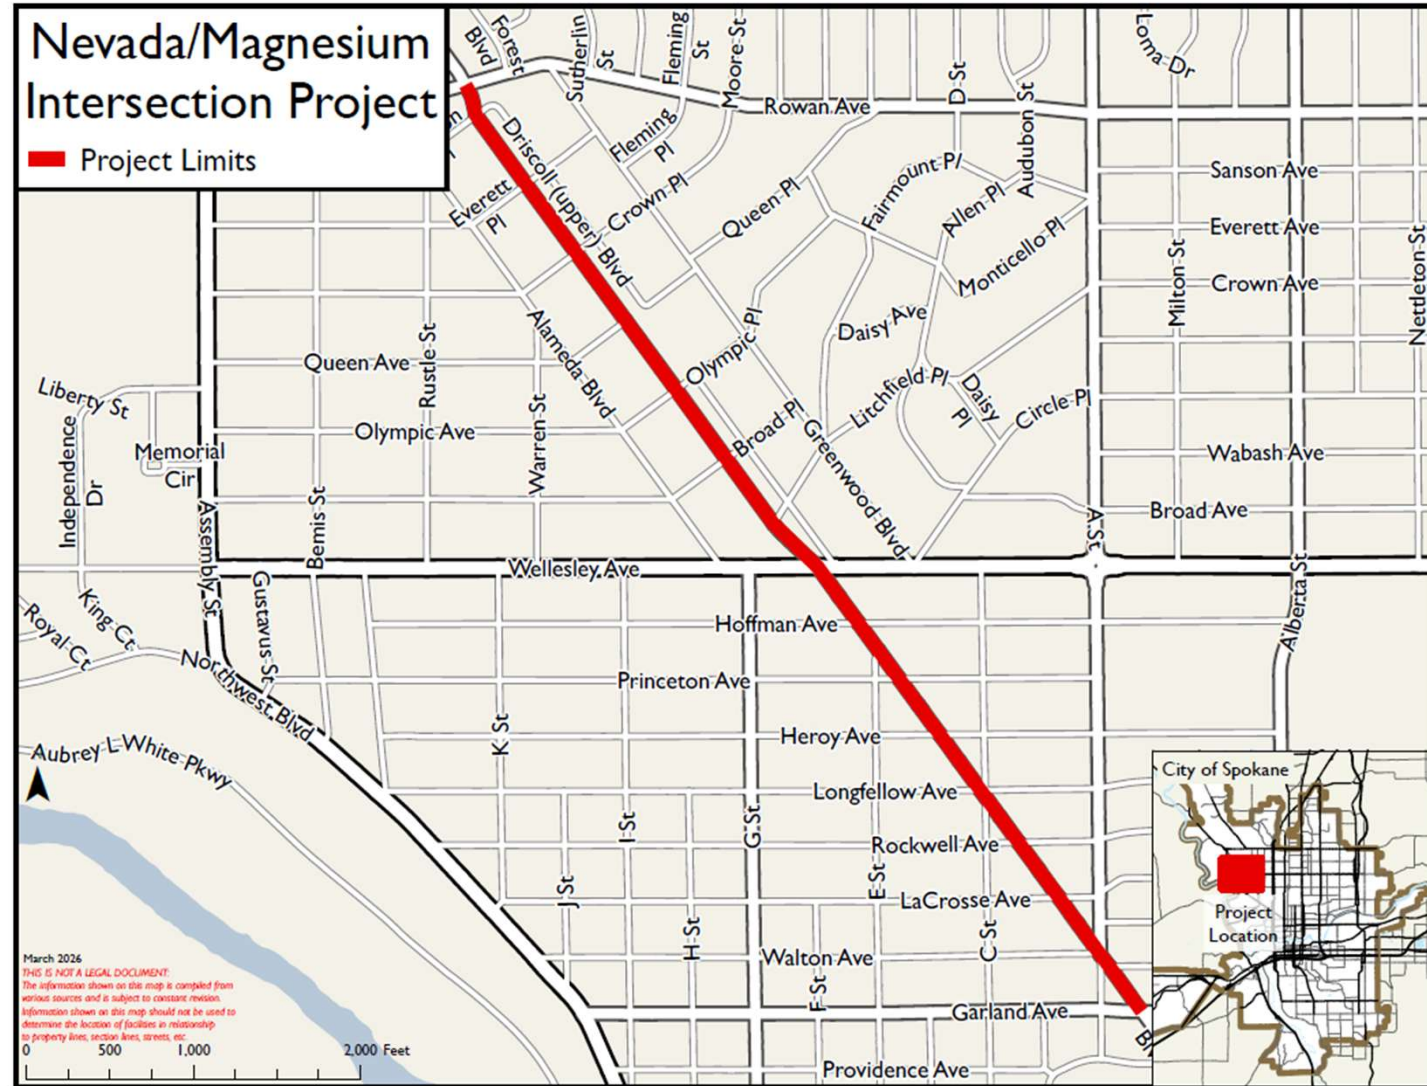 Nevada/Magnesium
Intersection Project
Project Limits
Forest
Blvd
Sutherlin
St
Fleming
St
Moore St
Rowan Ave
D St
Audubon St
Loma Dr
Driscoll (upper) Blvd
Fleming
Pl
Everett
Pl
Crown Pl
Queen Pl
Fairmount Pl
Allen Pl
Monticello Pl
Sanson Ave
Everett Ave
Crown Ave
Milton St
Nettleton St
Alameda Blvd
Olympic Pl
Daisy Ave
Litchfield Pl
Daisy
Pl
Circle Pl
Queen Ave
Rustle St
Warren St
Olympic Ave
Liberty St
Independence
Dr
Memorial
Cir
Bemis St
Assembly St
Broad Pl
Greenwood Blvd
Wabash Ave
Broad Ave
A St
Wellesley Ave
Alberta St
Gustavus St
King Ct
Royal Ct
Northwest Blvd
Hoffman Ave
Princeton Ave
K St
Heroy Ave
Aubrey L White Pkwy
Longfellow Ave
I St
G St
Rockwell Ave
J St
E St
LaCrosse Ave
H St
Walton Ave
C St
F St
Garland Ave
Bl
Providence Ave
City of Spokane
Project
Location
March 2026
THIS IS NOT A LEGAL DOCUMENT:
The information shown on this map is compiled from
various sources and is subject to constant revision.
Information shown on this map should not be used to
determine the location of facilities in relationship
to property lines, section lines, streets, etc.
0 500 1,000 2,000 Feet